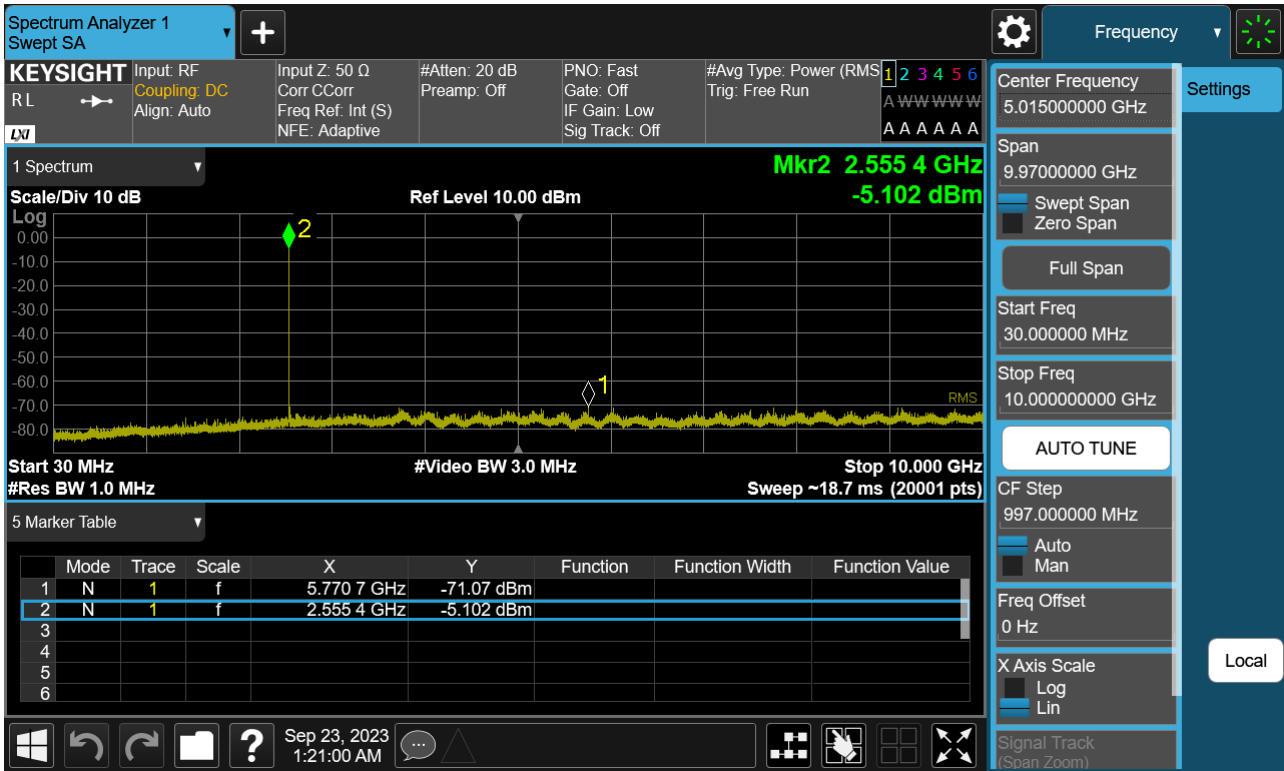 Spectrum Analyzer 1
Swept SA
+
Frequency
KEYSIGHT
R L
LXI
Input: RF
Coupling: DC
Align: Auto
Input Z: 50 Ω
Corr CCorr
Freq Ref: Int (S)
NFE: Adaptive
#Atten: 20 dB
Preamp: Off
PNO: Fast
Gate: Off
IF Gain: Low
Sig Track: Off
#Avg Type: Power (RMS
Trig: Free Run
1 2 3 4 5 6
A W W W W W
A A A A A A
1 Spectrum
Mkr2 2.555 4 GHz
-5.102 dBm
Scale/Div 10 dB
Ref Level 10.00 dBm
Log
0.00
-10.0
-20.0
-30.0
-40.0
-50.0
-60.0
-70.0
-80.0
2
1
RMS
Start 30 MHz
#Video BW 3.0 MHz
Stop 10.000 GHz
#Res BW 1.0 MHz
Sweep ~18.7 ms (20001 pts)
5 Marker Table
Mode Trace Scale X Y Function Function Width Function Value
1 N 1 f 5.770 7 GHz -71.07 dBm
2 N 1 f 2.555 4 GHz -5.102 dBm
3
4
5
6
Center Frequency
5.015000000 GHz
Span
9.97000000 GHz
Swept Span
Zero Span
Full Span
Start Freq
30.000000 MHz
Stop Freq
10.000000000 GHz
AUTO TUNE
CF Step
997.000000 MHz
Auto
Man
Freq Offset
0 Hz
X Axis Scale
Log
Lin
Signal Track
(Span Zoom)
Settings
Local
?
Sep 23, 2023
1:21:00 AM